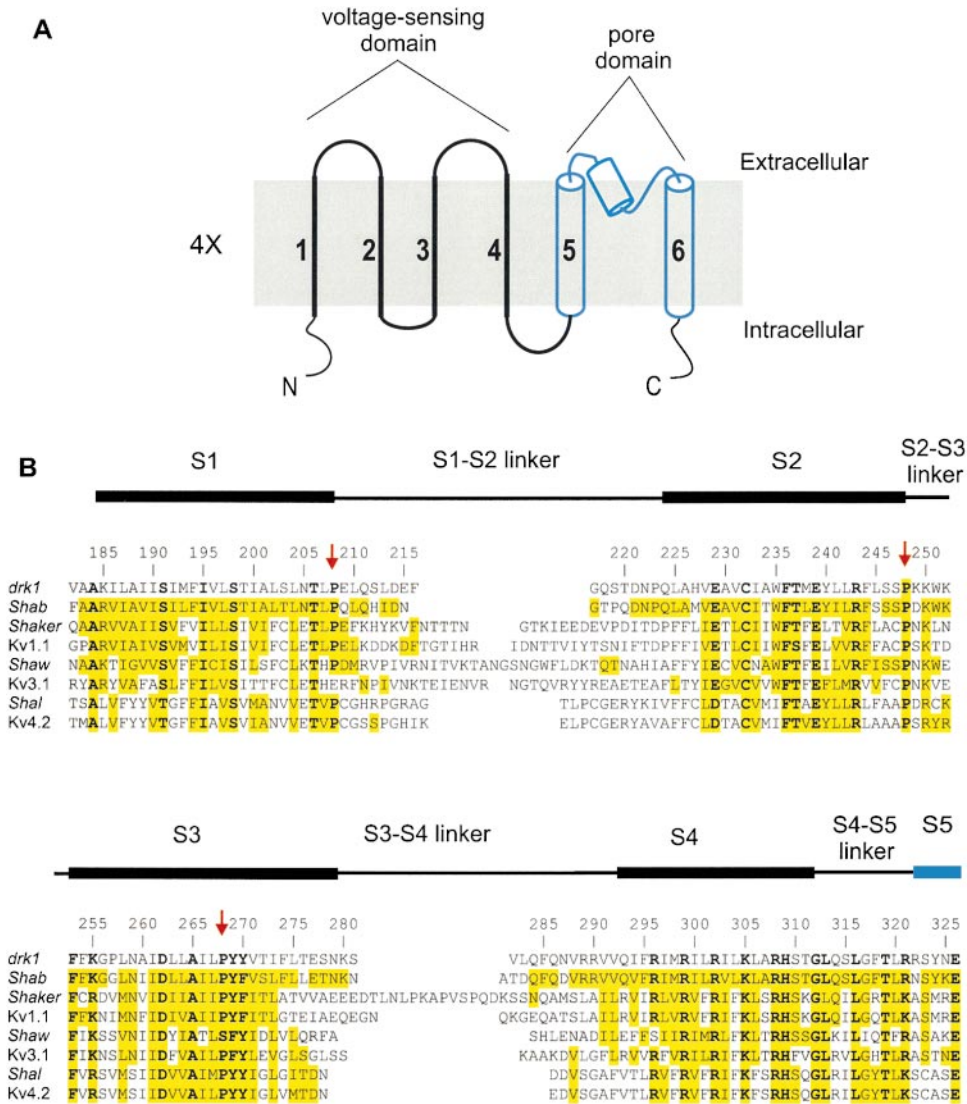 A
voltage-sensing
domain
pore
domain
Extracellular
4X
1 2 3 4 5 6
Intracellular
N
C
B
S1 S1-S2 linker S2 S2-S3
linker
185 190 195 200 206 210 215 220 225 230 235 240 245 250
drk1 VAAKILAIISIMFIVLSTIALSLNTLPELQSLDEF GQSTDNPQLAHVEAVCIAWFTMEYLLRFLSSPKKWK
Shab FAARVIAVISILFIVLSTIALTLNTLPQLQHIDN GTPQDNPQLAMVEAVCITWFTLEYILRFSSSPDKWK
Shaker QAARVVAIISVFVILLSIVIFCLETLPEFKHYKVFNTTTN GTKIEEDEVPDITDPFFLIETLCIIWFTFELTVRFLACPNKLN
Kv1.1 GPARVIAIVSVMVILISIVIFCLETLPELKDDKDFTGTIHR IDNTTVIYTSNIFTDPFFIVETLCIIWFSFELVVRFFACPSKTD
Shaw NAAKTIGVVSVFFICISILSFCLKTHPDMRVPIVRNITVKTANGSNGWFLDKTQTNAHIAFFYIECVCNAWFTFEILVRFISSPNKWE
Kv3.1 RYARYVAFASLFFILVSITTFCLETHERFNPIVNKTEIENVR NGTQVRYYREAETEAFLTYIEGVCVVWFTFEFLMRVVFCPNKVE
Shal TSALVFYYVTGFFIAVSVMANVVETVPCGHRPGRAG TLPCGERYKIVFFCLDTACVMIFTAEYLLRLFAAPDRCK
Kv4.2 TMALVFYYVTGFFIAVSVIANVVETVPCGSSPGHIK ELPCGERYAVAFFCLDTACVMIFTVEYLLRLAAAPSRYR
S3 S3-S4 linker S4 S4-S5
linker S5
255 260 265 270 275 280 285 290 295 300 305 310 315 320 325
drk1 FFKGPLNAIDLLAILPYYVTIFLTESNKS VLQFQNVRRVVQIFRIMRILRILKLARHSTGLQSLGFTLRRSYNE
Shab FFKGGLNIIDLLAILPYFVSLFLLETNKN ATDQFQDVRRVVQVFRIMRILRVLKLARHSTGLQSLGFTLRNSYKE
Shaker FCRDVMNVIDIIAIIPYFITLATVVAEEEDTLNLPKAPVSPQDKSSNQAMSLAILRVIRLVRVFRIFKLSRHSKGLQILGRTLKASMRE
Kv1.1 FFKNIMNFIDIVAIIPYFITLGTEIAEQEGN QKGEQATSLAILRVIRLVRVFRIFKLSRHSKGLQILGQTLKASMRE
Shaw FIKSSVNIIDYIATLSFYIDLVLQRFA SHLENADILEFFSIIRIMRLFKLTRHSSGLKILIQTFRASAKE
Kv3.1 FIKNSLNIIDFVAILPFYLEVGLSGLSS KAAKDVLGFLRVVRFVRILRIFKLTRHFVGLRVLGHTLRASTNE
Shal FVRSVMSIIDVVAIMPYYIGLGITDN DDVSGAFVTLRVFRVFRIFKFSRHSQGLRILGYTLKSCASE
Kv4.2 FVRSVMSIIDVVAILPYYIGLVMTDN EDVSGAFVTLRVFRVFRIFKFSRHSQGLRILGYTLKSCASE